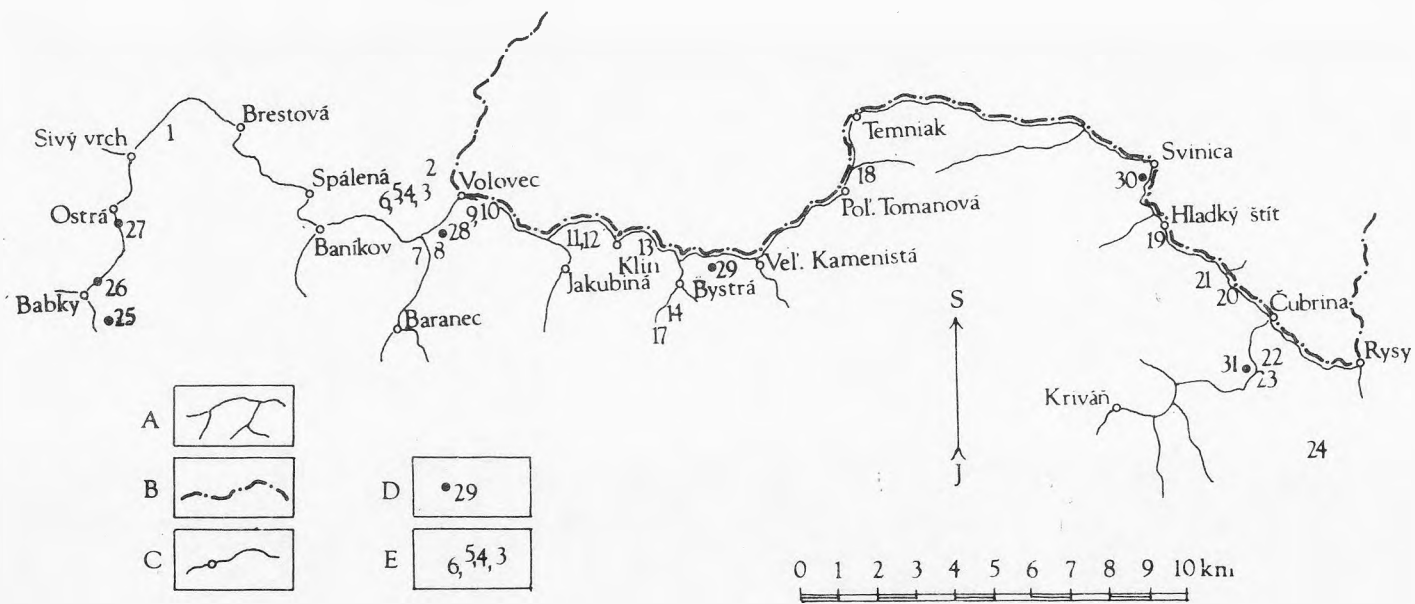 Brestová
Sivý vrch
1
Temniak
Svinica
Spálená
2
Volovec
18
30
6, 5, 4, 3
Poľ. Tomanová
Ostrá
27
9, 10
Hladký štít
Baníkov
28
7 8
11, 12
13
19
Klin
29
Veľ. Kamenistá
21
26
Jakubiná
Bystrá
20
Babky
25
Čubrina
S
Baranec
14
17
22
Rysy
31
23
Kriváň
A
24
J
B
D
29
C
E
6, 5, 4, 3
0 1 2 3 4 5 6 7 8 9 10 km